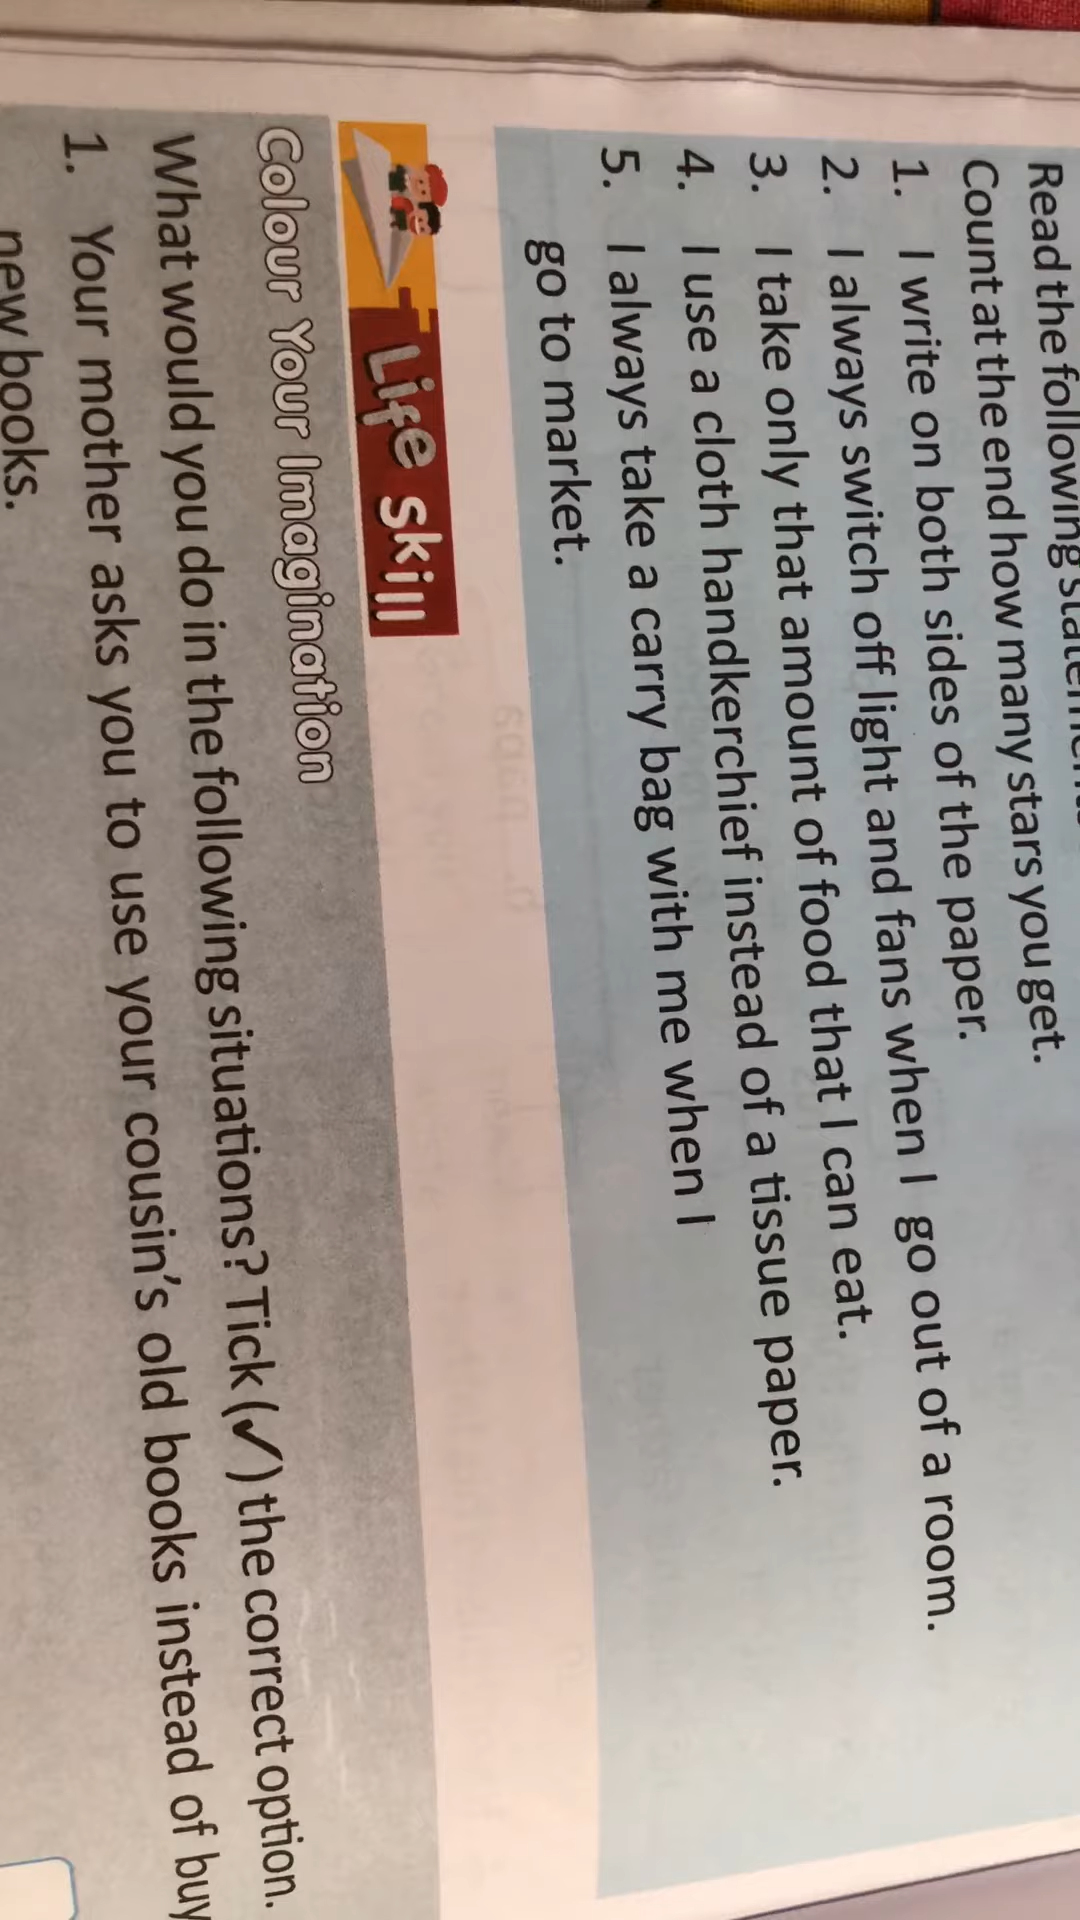 Read the following
Count at the end how many stars you get.
1. I write on both sides of the paper.
2. I always switch off light and fans when I go out of a room.
3. I take only that amount of food that I can eat.
4. I use a cloth handkerchief instead of a tissue paper.
5. I always take a carry bag with me when I
go to market.
Life skill
Colour Your Imagination
What would you do in the following situations? Tick (✓) the correct option.
1. Your mother asks you to use your cousin's old books instead of buy
new books.